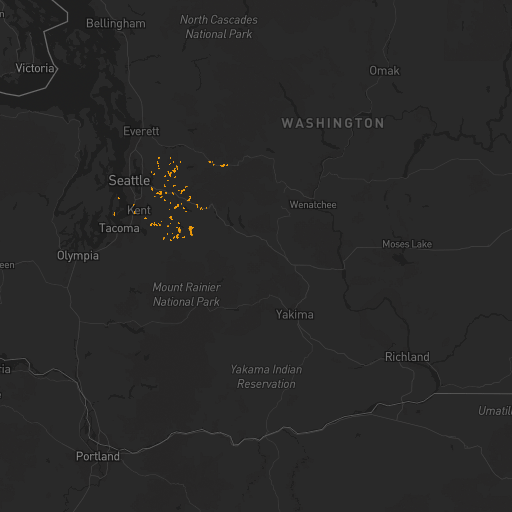 North Cascades
National Park
Bellingham
Victoria
Omak
WASHINGTON
Everett
Seattle
Wenatchee
Kent
Tacoma
Moses Lake
Olympia
een
Mount Rainier
National Park
Yakima
Richland
ia
Yakama Indian
Reservation
Umatil
Portland